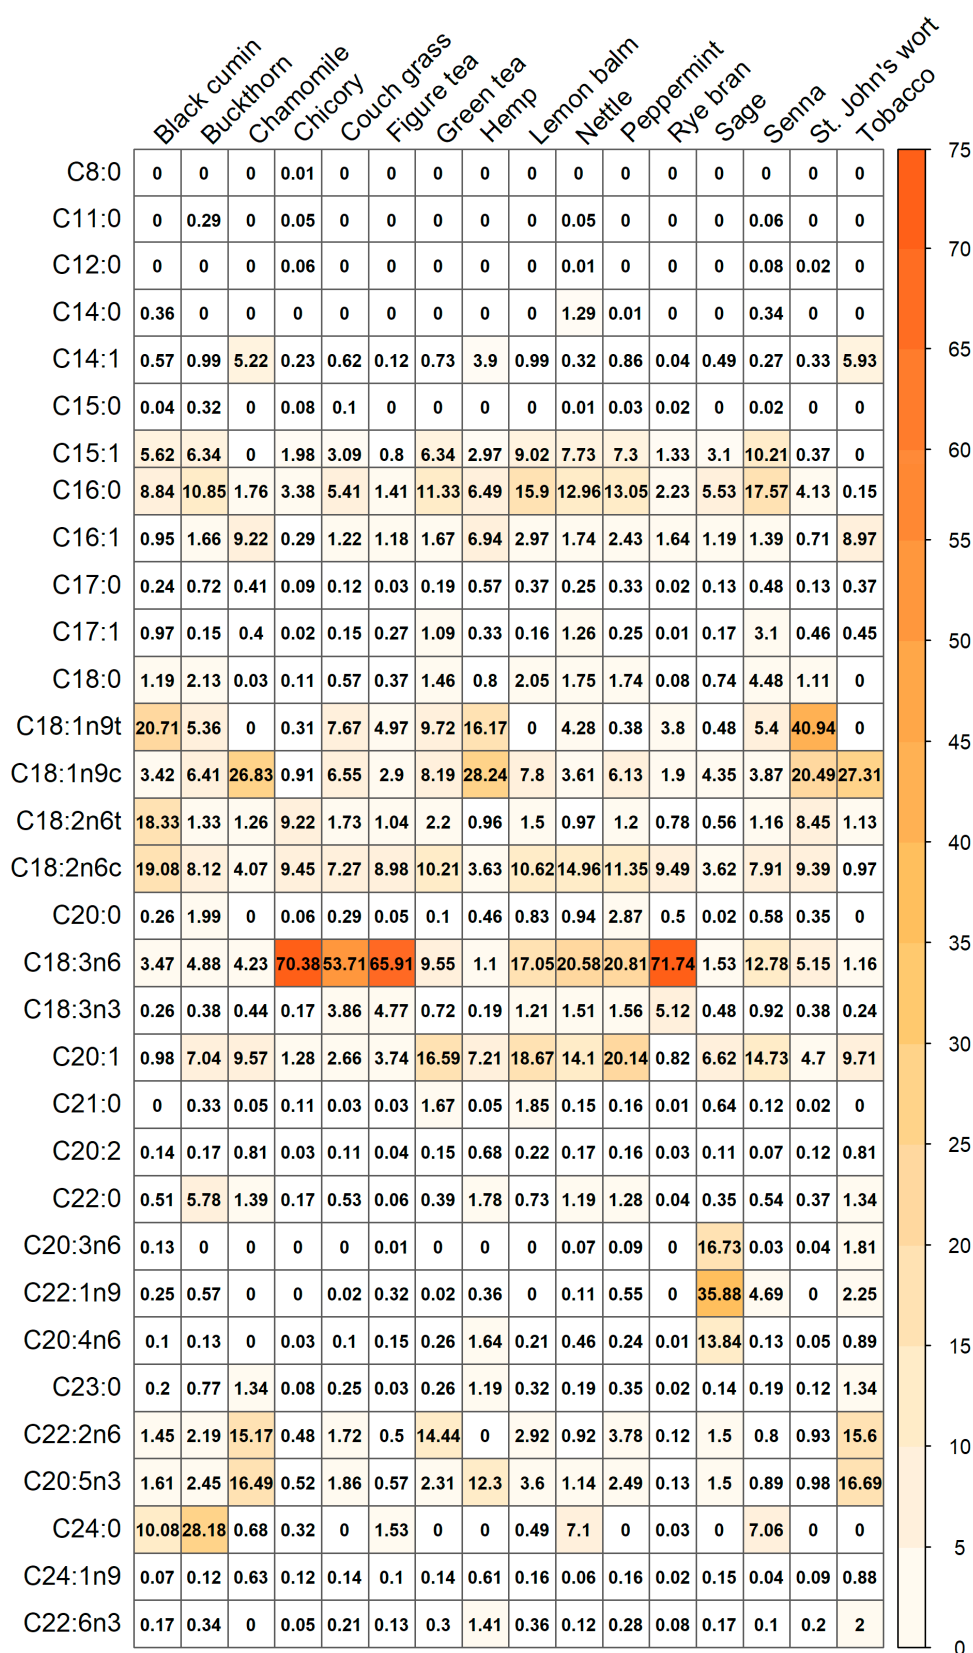 Black cumin Buckthorn Chamomile Chicory Couch grass Figure tea Green tea Hemp Lemon balm Nettle Peppermint Rye bran Sage Senna St. John's wort Tobacco
C8:0 0 0 0 0.01 0 0 0 0 0 0 0 0 0 0 0 0
C11:0 0 0.29 0 0.05 0 0 0 0 0 0.05 0 0 0 0.06 0 0
C12:0 0 0 0 0.06 0 0 0 0 0 0.01 0 0 0 0.08 0.02 0
C14:0 0.36 0 0 0 0 0 0 0 0 1.29 0.01 0 0 0.34 0 0
C14:1 0.57 0.99 5.22 0.23 0.62 0.12 0.73 3.9 0.99 0.32 0.86 0.04 0.49 0.27 0.33 5.93
C15:0 0.04 0.32 0 0.08 0.1 0 0 0 0 0.01 0.03 0.02 0 0.02 0 0
C15:1 5.62 6.34 0 1.98 3.09 0.8 6.34 2.97 9.02 7.73 7.3 1.33 3.1 10.21 0.37 0
C16:0 8.84 10.85 1.76 3.38 5.41 1.41 11.33 6.49 15.9 12.96 13.05 2.23 5.53 17.57 4.13 0.15
C16:1 0.95 1.66 9.22 0.29 1.22 1.18 1.67 6.94 2.97 1.74 2.43 1.64 1.19 1.39 0.71 8.97
C17:0 0.24 0.72 0.41 0.09 0.12 0.03 0.19 0.57 0.37 0.25 0.33 0.02 0.13 0.48 0.13 0.37
C17:1 0.97 0.15 0.4 0.02 0.15 0.27 1.09 0.33 0.16 1.26 0.25 0.01 0.17 3.1 0.46 0.45
C18:0 1.19 2.13 0.03 0.11 0.57 0.37 1.46 0.8 2.05 1.75 1.74 0.08 0.74 4.48 1.11 0
C18:1n9t 20.71 5.36 0 0.31 7.67 4.97 9.72 16.17 0 4.28 0.38 3.8 0.48 5.4 40.94 0
C18:1n9c 3.42 6.41 26.83 0.91 6.55 2.9 8.19 28.24 7.8 3.61 6.13 1.9 4.35 3.87 20.49 27.31
C18:2n6t 18.33 1.33 1.26 9.22 1.73 1.04 2.2 0.96 1.5 0.97 1.2 0.78 0.56 1.16 8.45 1.13
C18:2n6c 19.08 8.12 4.07 9.45 7.27 8.98 10.21 3.63 10.62 14.96 11.35 9.49 3.62 7.91 9.39 0.97
C20:0 0.26 1.99 0 0.06 0.29 0.05 0.1 0.46 0.83 0.94 2.87 0.5 0.02 0.58 0.35 0
C18:3n6 3.47 4.88 4.23 70.38 53.71 65.91 9.55 1.1 17.05 20.58 20.81 71.74 1.53 12.78 5.15 1.16
C18:3n3 0.26 0.38 0.44 0.17 3.86 4.77 0.72 0.19 1.21 1.51 1.56 5.12 0.48 0.92 0.38 0.24
C20:1 0.98 7.04 9.57 1.28 2.66 3.74 16.59 7.21 18.67 14.1 20.14 0.82 6.62 14.73 4.7 9.71
C21:0 0 0.33 0.05 0.11 0.03 0.03 1.67 0.05 1.85 0.15 0.16 0.01 0.64 0.12 0.02 0
C20:2 0.14 0.17 0.81 0.03 0.11 0.04 0.15 0.68 0.22 0.17 0.16 0.03 0.11 0.07 0.12 0.81
C22:0 0.51 5.78 1.39 0.17 0.53 0.06 0.39 1.78 0.73 1.19 1.28 0.04 0.35 0.54 0.37 1.34
C20:3n6 0.13 0 0 0 0 0.01 0 0 0 0.07 0.09 0 16.73 0.03 0.04 1.81
C22:1n9 0.25 0.57 0 0 0.02 0.32 0.02 0.36 0 0.11 0.55 0 35.88 4.69 0 2.25
C20:4n6 0.1 0.13 0 0.03 0.1 0.15 0.26 1.64 0.21 0.46 0.24 0.01 13.84 0.13 0.05 0.89
C23:0 0.2 0.77 1.34 0.08 0.25 0.03 0.26 1.19 0.32 0.19 0.35 0.02 0.14 0.19 0.12 1.34
C22:2n6 1.45 2.19 15.17 0.48 1.72 0.5 14.44 0 2.92 0.92 3.78 0.12 1.5 0.8 0.93 15.6
C20:5n3 1.61 2.45 16.49 0.52 1.86 0.57 2.31 12.3 3.6 1.14 2.49 0.13 1.5 0.89 0.98 16.69
C24:0 10.08 28.18 0.68 0.32 0 1.53 0 0 0.49 7.1 0 0.03 0 7.06 0 0
C24:1n9 0.07 0.12 0.63 0.12 0.14 0.1 0.14 0.61 0.16 0.06 0.16 0.02 0.15 0.04 0.09 0.88
C22:6n3 0.17 0.34 0 0.05 0.21 0.13 0.3 1.41 0.36 0.12 0.28 0.08 0.17 0.1 0.2 2
75
70
65
60
55
50
45
40
35
30
25
20
15
10
5
0